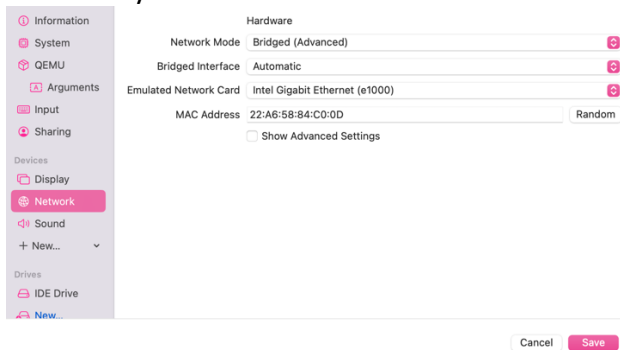 Information
System
QEMU
Arguments
Input
Sharing
Devices
Display
Network
Sound
+ New...
Drives
IDE Drive
New...
Hardware
Network Mode Bridged (Advanced)
Bridged Interface Automatic
Emulated Network Card Intel Gigabit Ethernet (e1000)
MAC Address 22:A6:58:84:C0:0D Random
Show Advanced Settings
Cancel Save